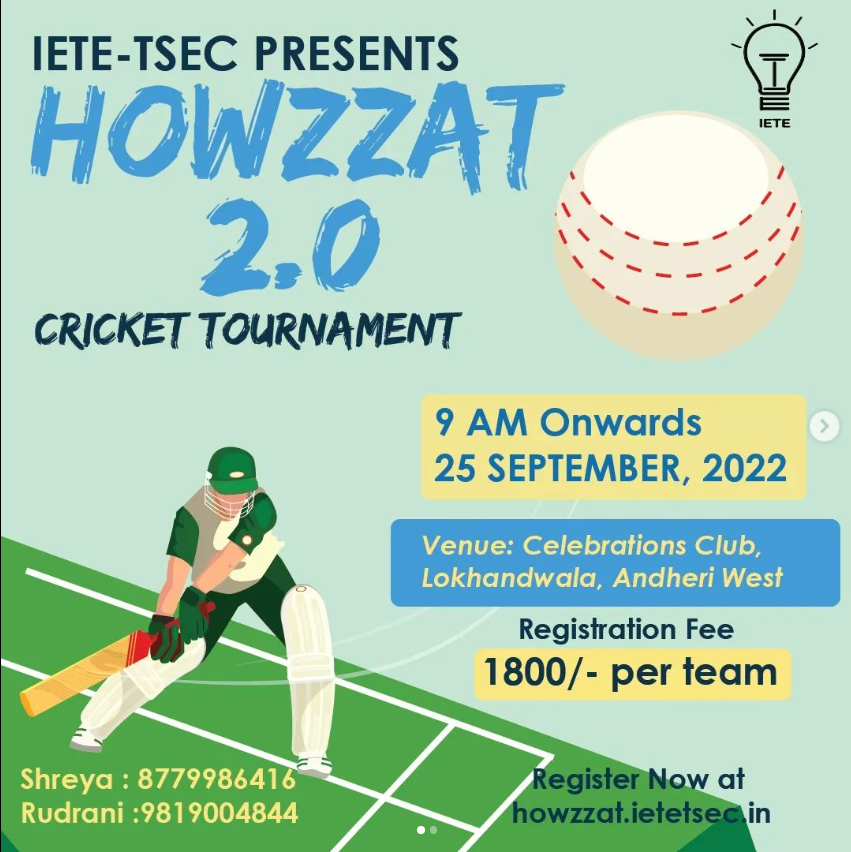 IETE-TSEC PRESENTS
HOWZZAT
2.0
CRICKET TOURNAMENT
IETE
9 AM Onwards
25 SEPTEMBER, 2022
Venue: Celebrations Club,
Lokhandwala, Andheri West
Registration Fee
1800/- per team
Shreya : 8779986416
Rudrani :9819004844
Register Now at
howzzat.ietetsec.in